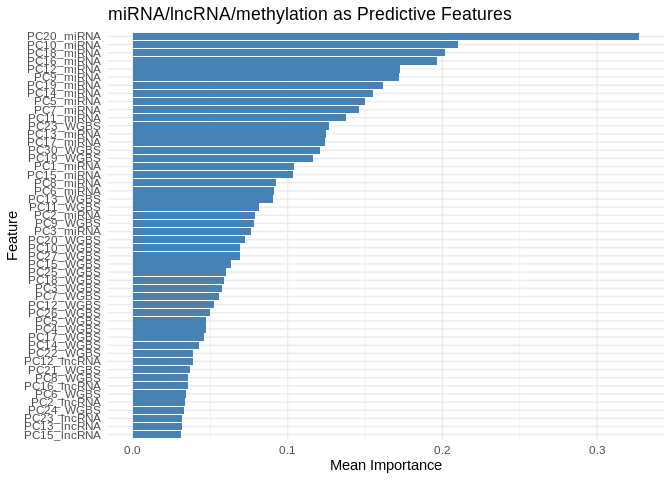 miRNA/lncRNA/methylation as Predictive Features
PC20_miRNA
PC10_miRNA
PC18_miRNA
PC16_miRNA
PC12_miRNA
PC9_miRNA
PC19_miRNA
PC14_miRNA
PC5_miRNA
PC7_miRNA
PC11_miRNA
PC23_WGBS
PC13_miRNA
PC17_miRNA
PC30_WGBS
PC19_WGBS
PC1_miRNA
PC15_miRNA
PC8_miRNA
PC6_miRNA
PC13_WGBS
PC11_WGBS
PC2_miRNA
PC9_WGBS
PC3_miRNA
PC20_WGBS
PC10_WGBS
PC27_WGBS
PC15_WGBS
PC25_WGBS
PC18_WGBS
PC3_WGBS
PC7_WGBS
PC12_WGBS
PC26_WGBS
PC5_WGBS
PC4_WGBS
PC17_WGBS
PC14_WGBS
PC22_WGBS
PC12_lncRNA
PC21_WGBS
PC8_WGBS
PC16_lncRNA
PC6_WGBS
PC2_lncRNA
PC24_WGBS
PC23_lncRNA
PC13_lncRNA
PC15_lncRNA
Feature
0.0 0.1 0.2 0.3
Mean Importance